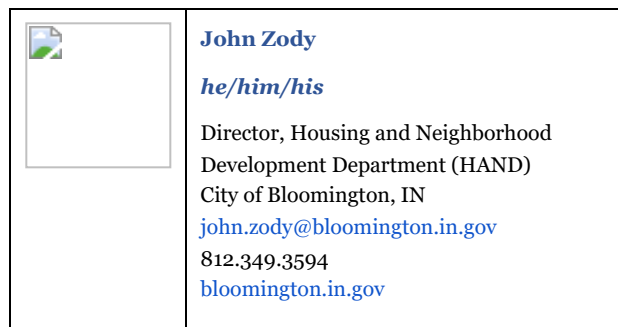 John Zody
he/him/his
Director, Housing and Neighborhood
Development Department (HAND)
City of Bloomington, IN
john.zody@bloomington.in.gov
812.349.3594
bloomington.in.gov